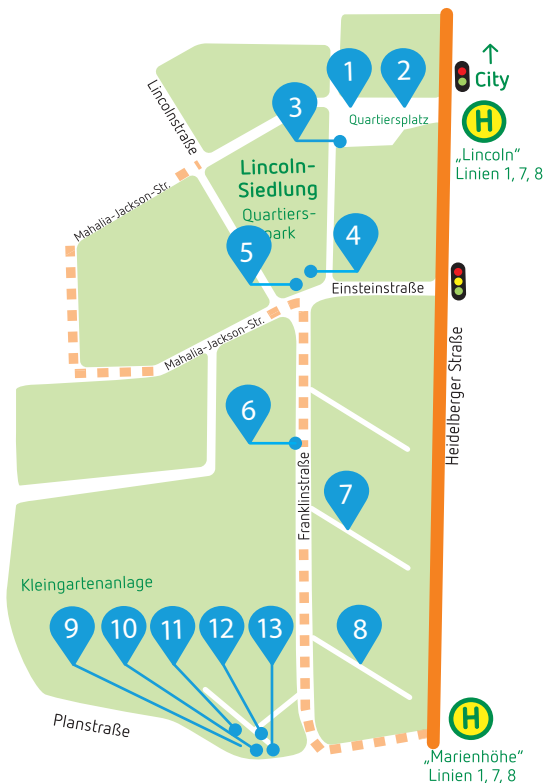 City
1
2
3
Quartiersplatz
H
„Lincoln“
Linien 1, 7, 8
Lincolnstraße
Lincoln-
Siedlung
Quartiers-
park
Mahalia-Jackson-Str.
4
5
Einsteinstraße
Mahalia-Jackson-Str.
Heidelberger Straße
6
Franklinstraße
7
Kleingartenanlage
8
9
10
11
12
13
Planstraße
H
„Marienhöhe“
Linien 1, 7, 8